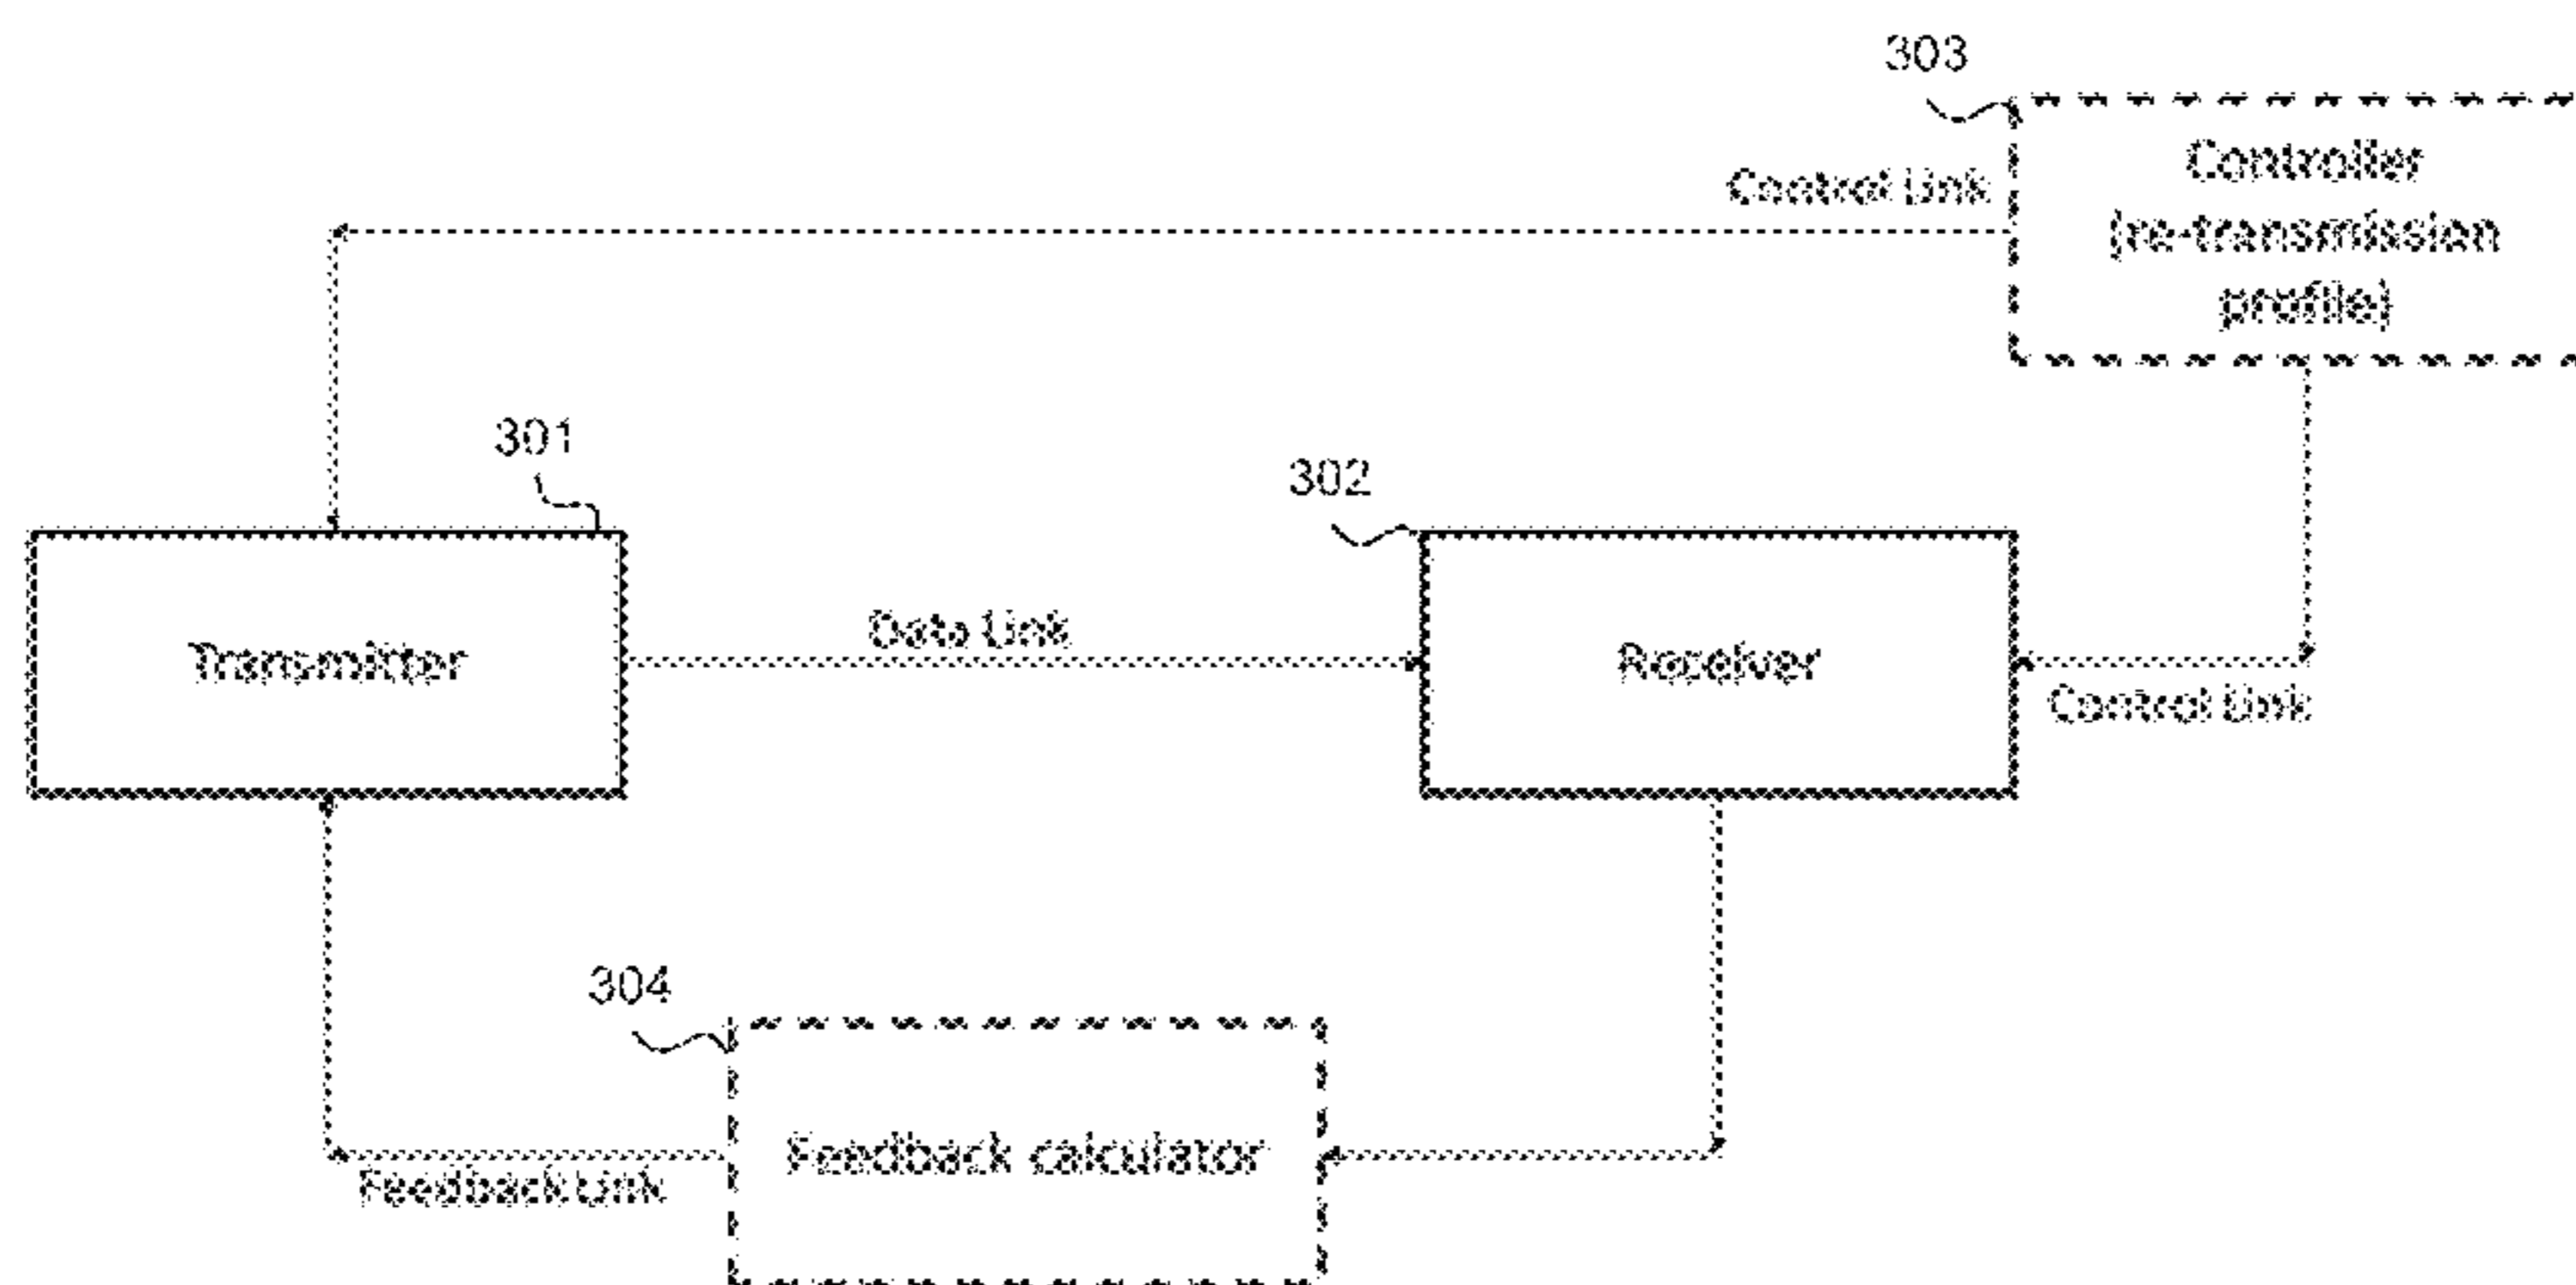 303
Control Link
Controller
(re-transmission
profile)
301
302
Transmitter
Data Link
Receiver
Control Link
304
Feedback calculator
Feedback Link